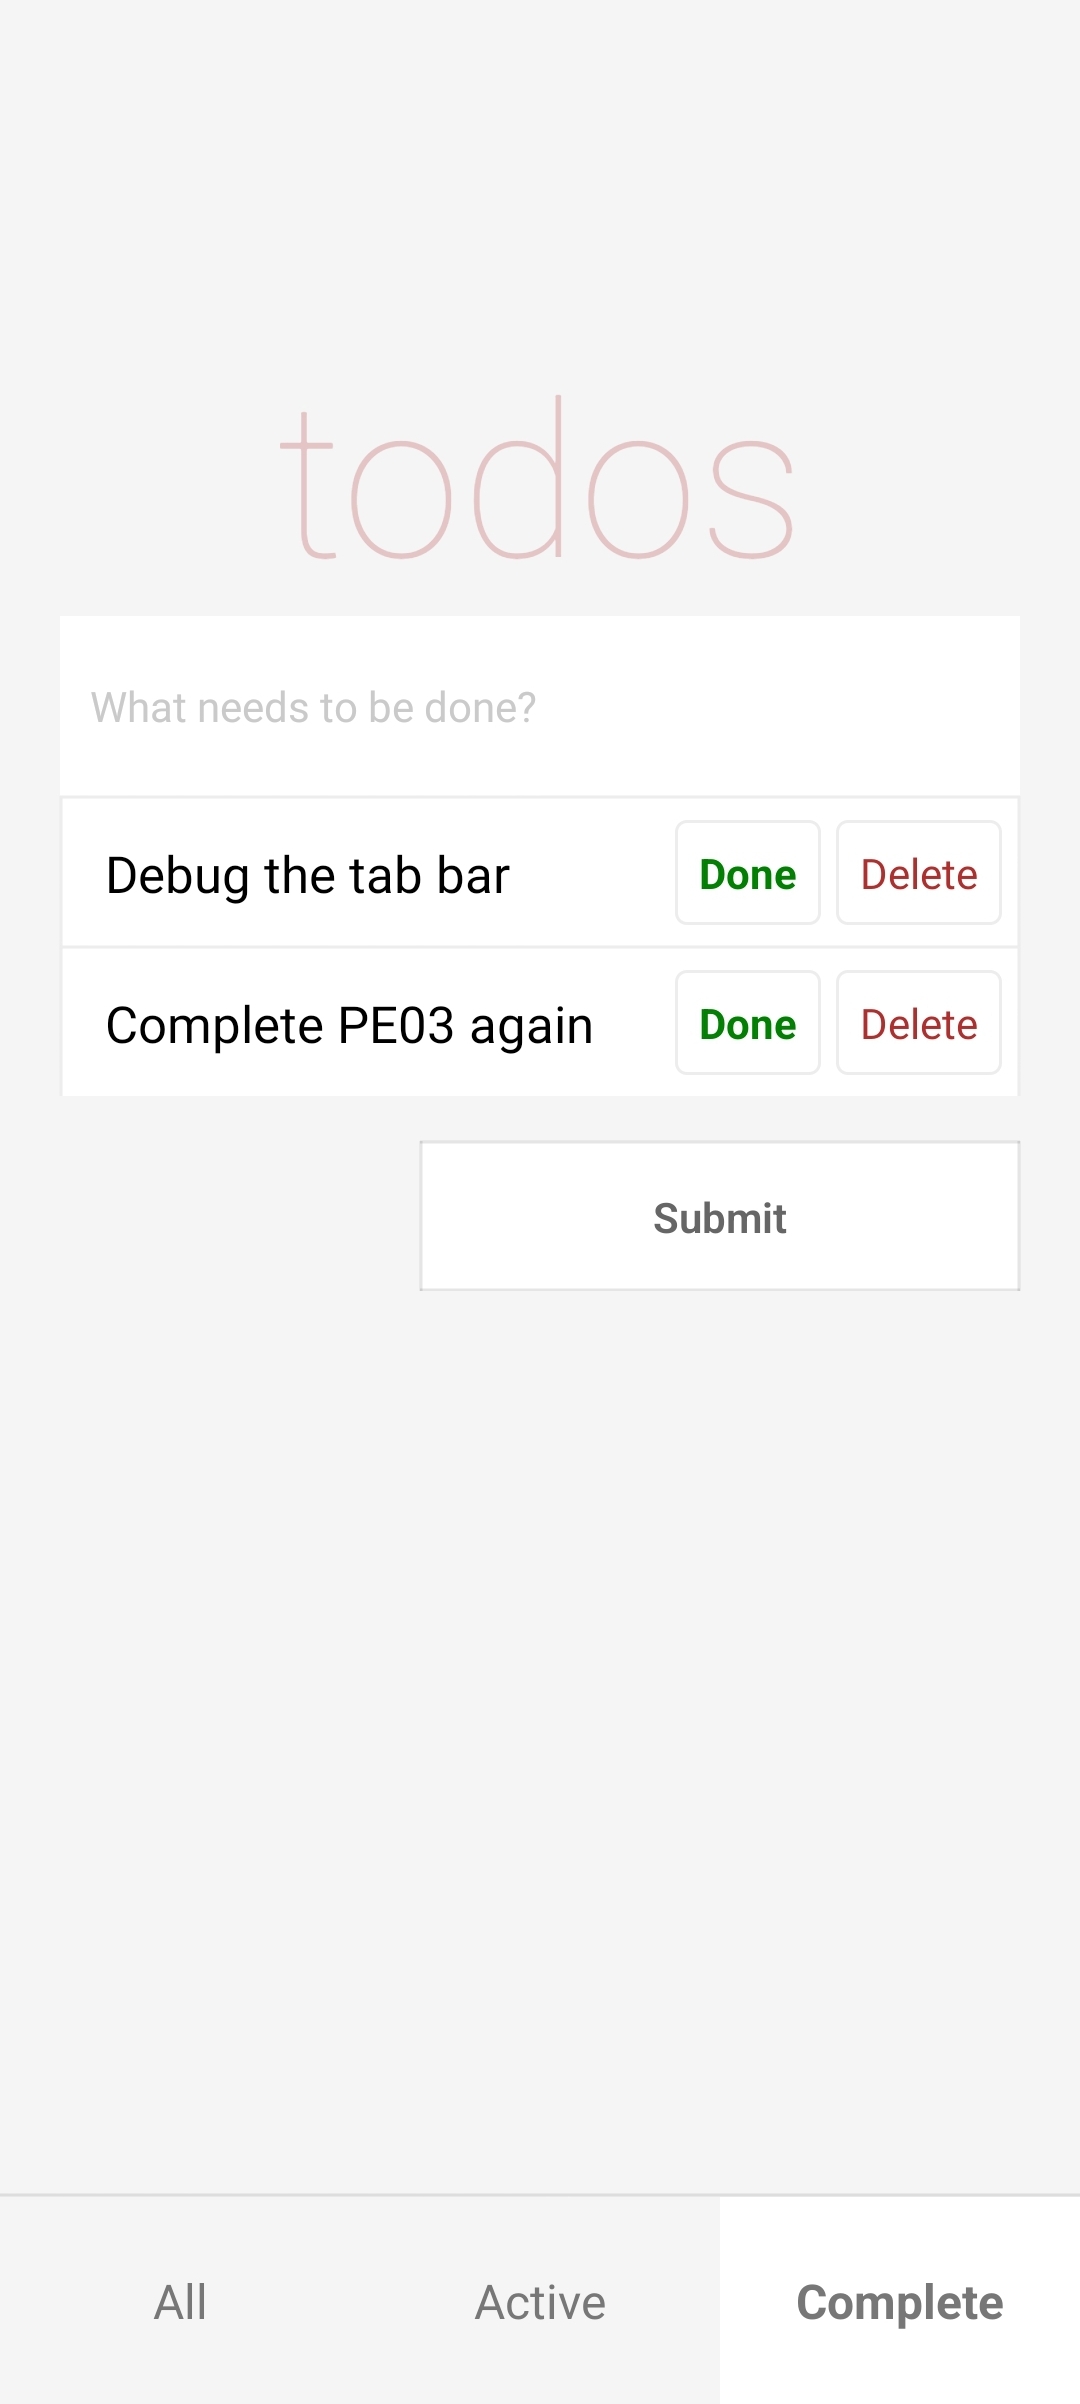 todos
What needs to be done?
Debug the tab bar Done Delete
Complete PE03 again Done Delete
Submit
All Active Complete